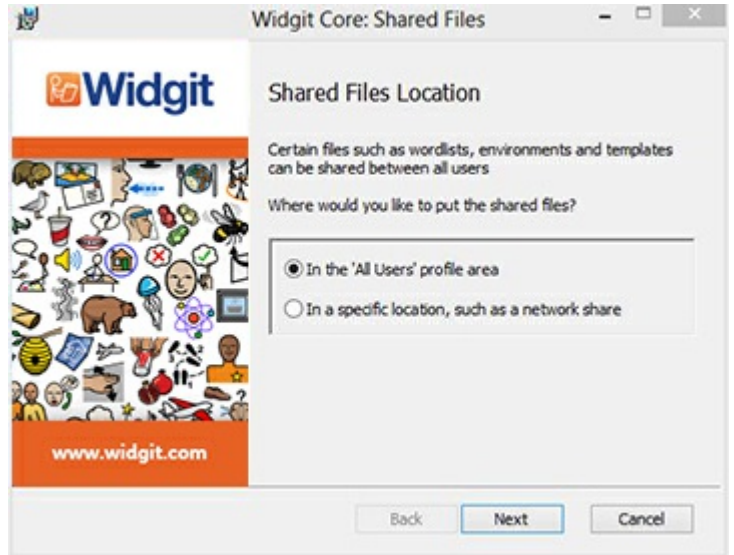 Widgit Core: Shared Files
Widgit
Shared Files Location
Certain files such as wordlists, environments and templates
can be shared between all users
Where would you like to put the shared files?
In the 'All Users' profile area
In a specific location, such as a network share
www.widgit.com
Back
Next
Cancel